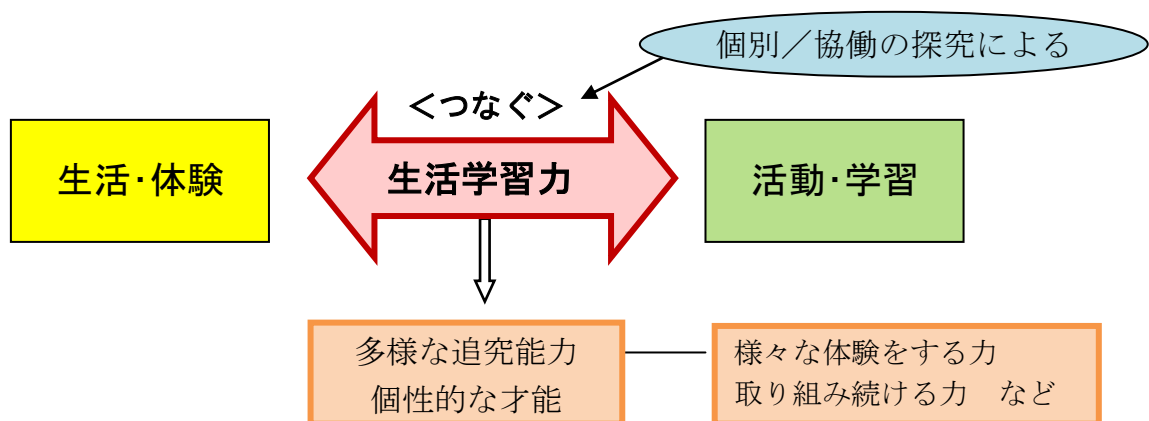 個別／協働の探究による
＜つなぐ＞
生活・体験
生活学習力
活動・学習
多様な追究能力
個性的な才能
様々な体験をする力
取り組み続ける力　など